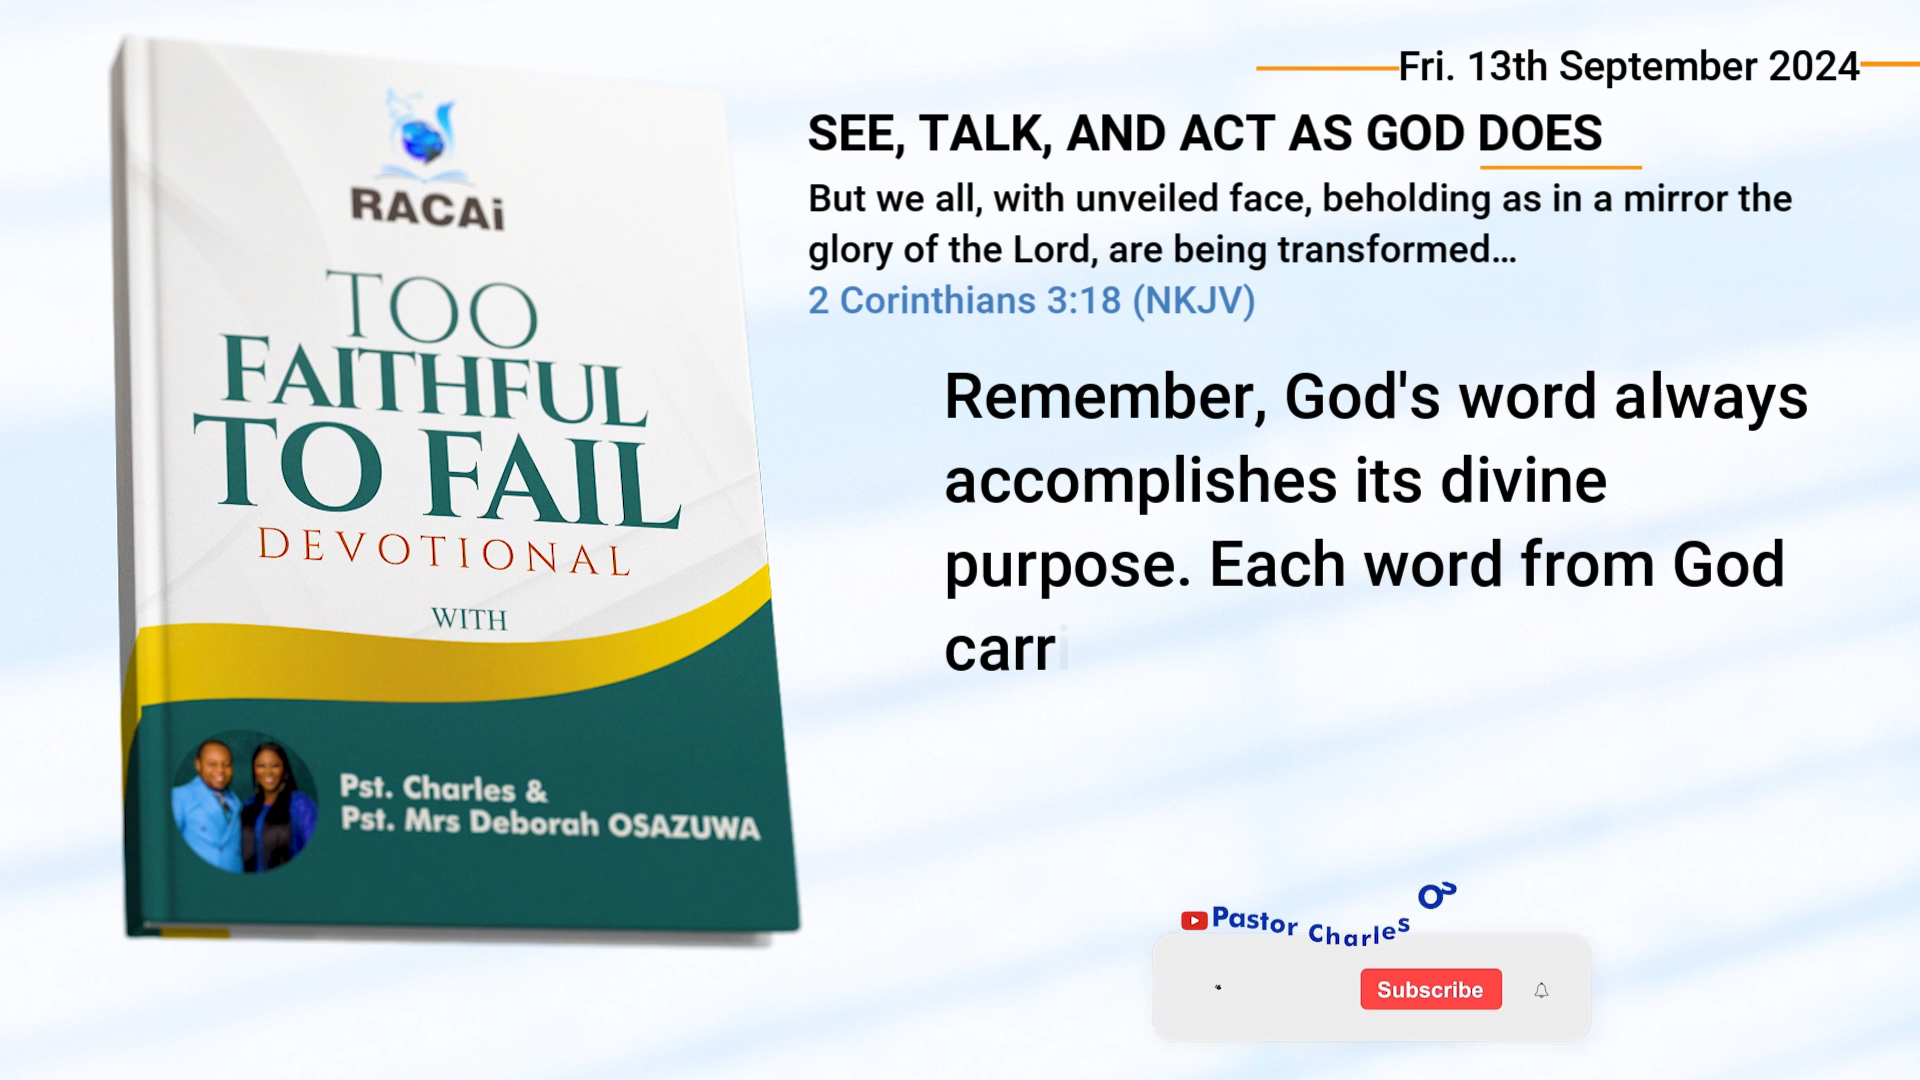 RACAi
TOO
FAITHFUL
TO FAIL
DEVOTIONAL
WITH
Pst. Charles &
Pst. Mrs Deborah OSAZUWA
Fri. 13th September 2024
SEE, TALK, AND ACT AS GOD DOES
But we all, with unveiled face, beholding as in a mirror the
glory of the Lord, are being transformed...
2 Corinthians 3:18 (NKJV)
Remember, God's word always
accomplishes its divine
purpose. Each word from God
carri
Pastor Charles Os
Subscribe